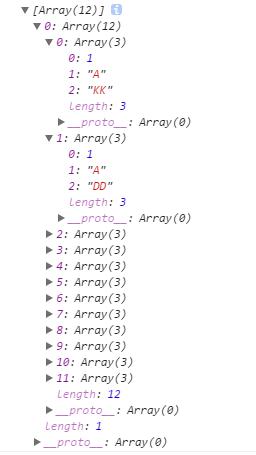 [Array(12)] i
0: Array(12)
0: Array(3)
0: 1
1: "A"
2: "KK"
length: 3
__proto__: Array(0)
1: Array(3)
0: 1
1: "A"
2: "DD"
length: 3
__proto__: Array(0)
2: Array(3)
3: Array(3)
4: Array(3)
5: Array(3)
6: Array(3)
7: Array(3)
8: Array(3)
9: Array(3)
10: Array(3)
11: Array(3)
length: 12
__proto__: Array(0)
length: 1
__proto__: Array(0)